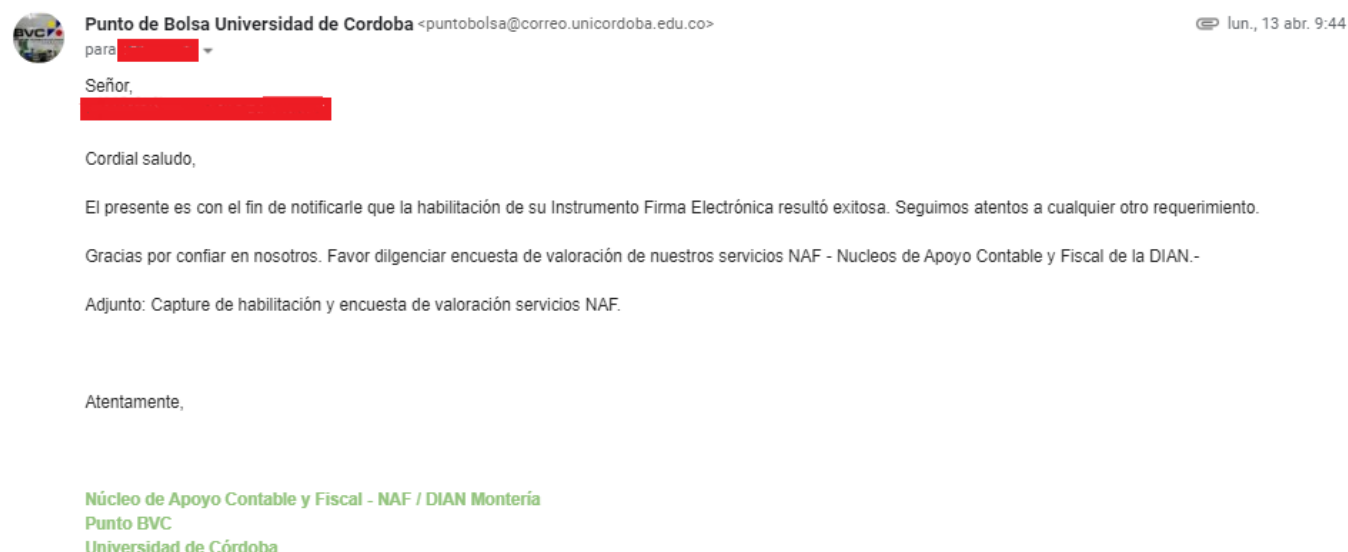 BVC
Punto de Bolsa Universidad de Cordoba <puntobolsa@correo.unicordoba.edu.co>
lun., 13 abr. 9:44
para
Señor,
Cordial saludo,
El presente es con el fin de notificarle que la habilitación de su Instrumento Firma Electrónica resultó exitosa. Seguimos atentos a cualquier otro requerimiento.
Gracias por confiar en nosotros. Favor dilgenciar encuesta de valoración de nuestros servicios NAF - Nucleos de Apoyo Contable y Fiscal de la DIAN.-
Adjunto: Capture de habilitación y encuesta de valoración servicios NAF.
Atentamente,
Núcleo de Apoyo Contable y Fiscal - NAF / DIAN Montería
Punto BVC
Universidad de Córdoba